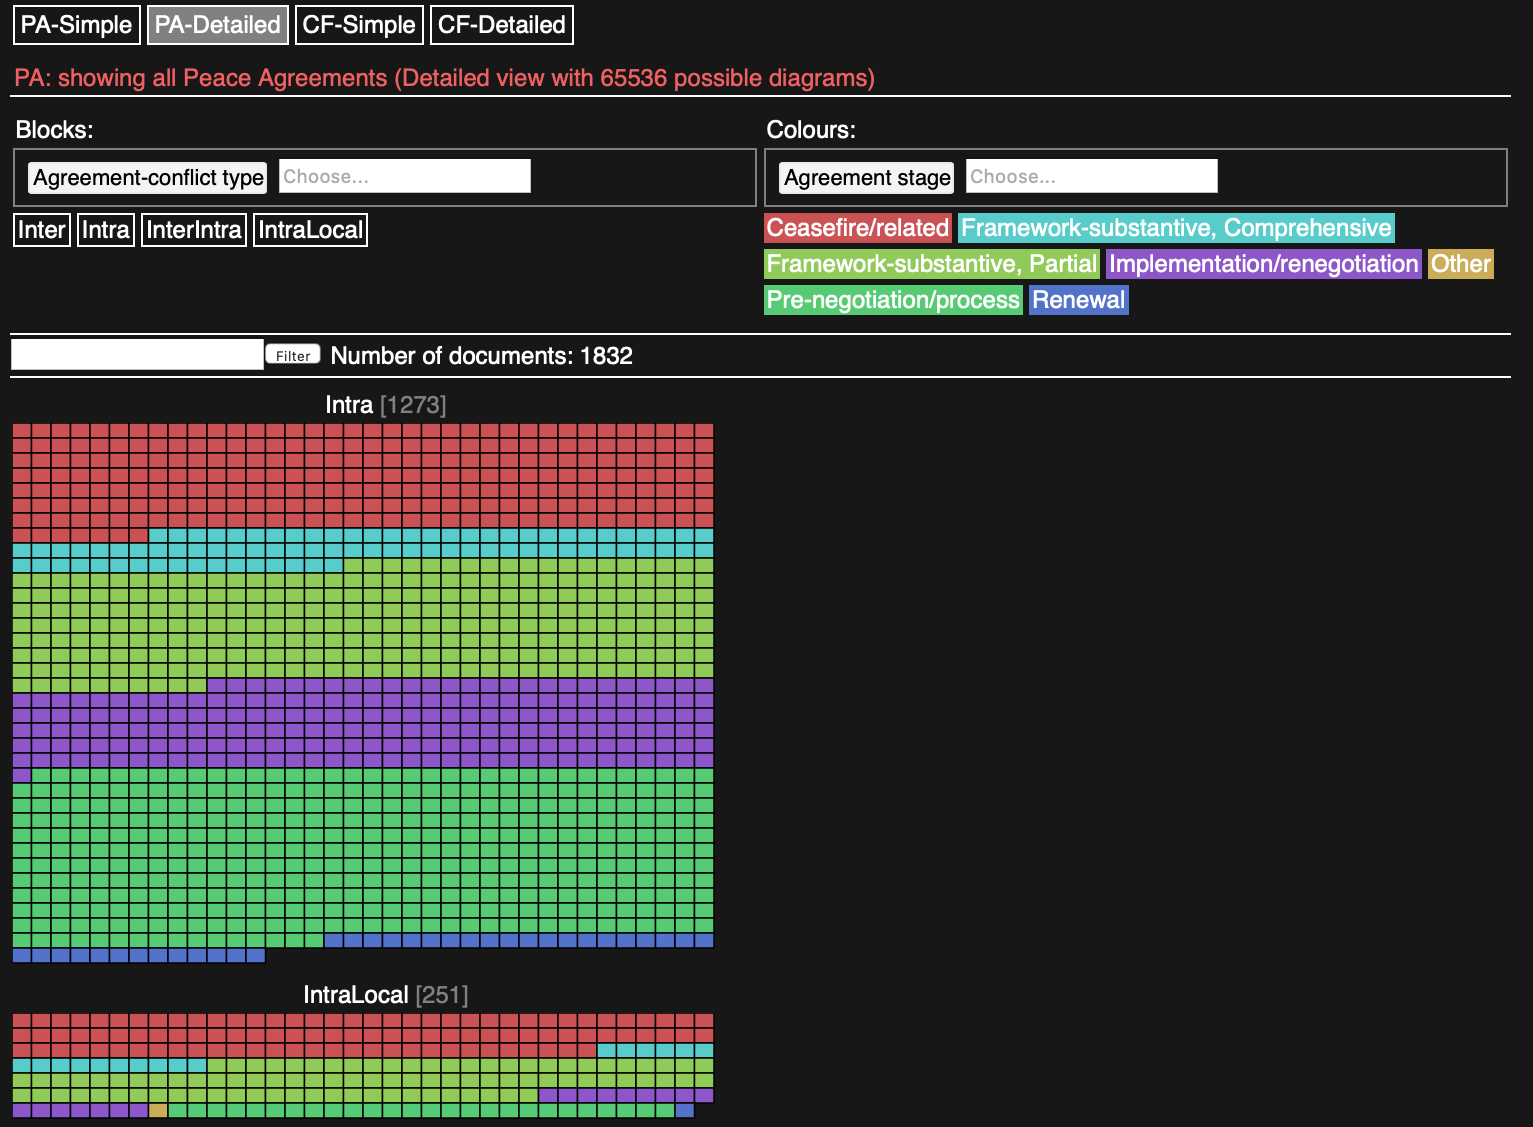 PA-Simple PA-Detailed CF-Simple CF-Detailed
PA: showing all Peace Agreements (Detailed view with 65536 possible diagrams)
Blocks:
Agreement-conflict type Choose...
Inter Intra InterIntra IntraLocal
Colours:
Agreement stage Choose...
Ceasefire/related Framework-substantive, Comprehensive
Framework-substantive, Partial Implementation/renegotiation Other
Pre-negotiation/process Renewal
Filter Number of documents: 1832
Intra [1273]
IntraLocal [251]